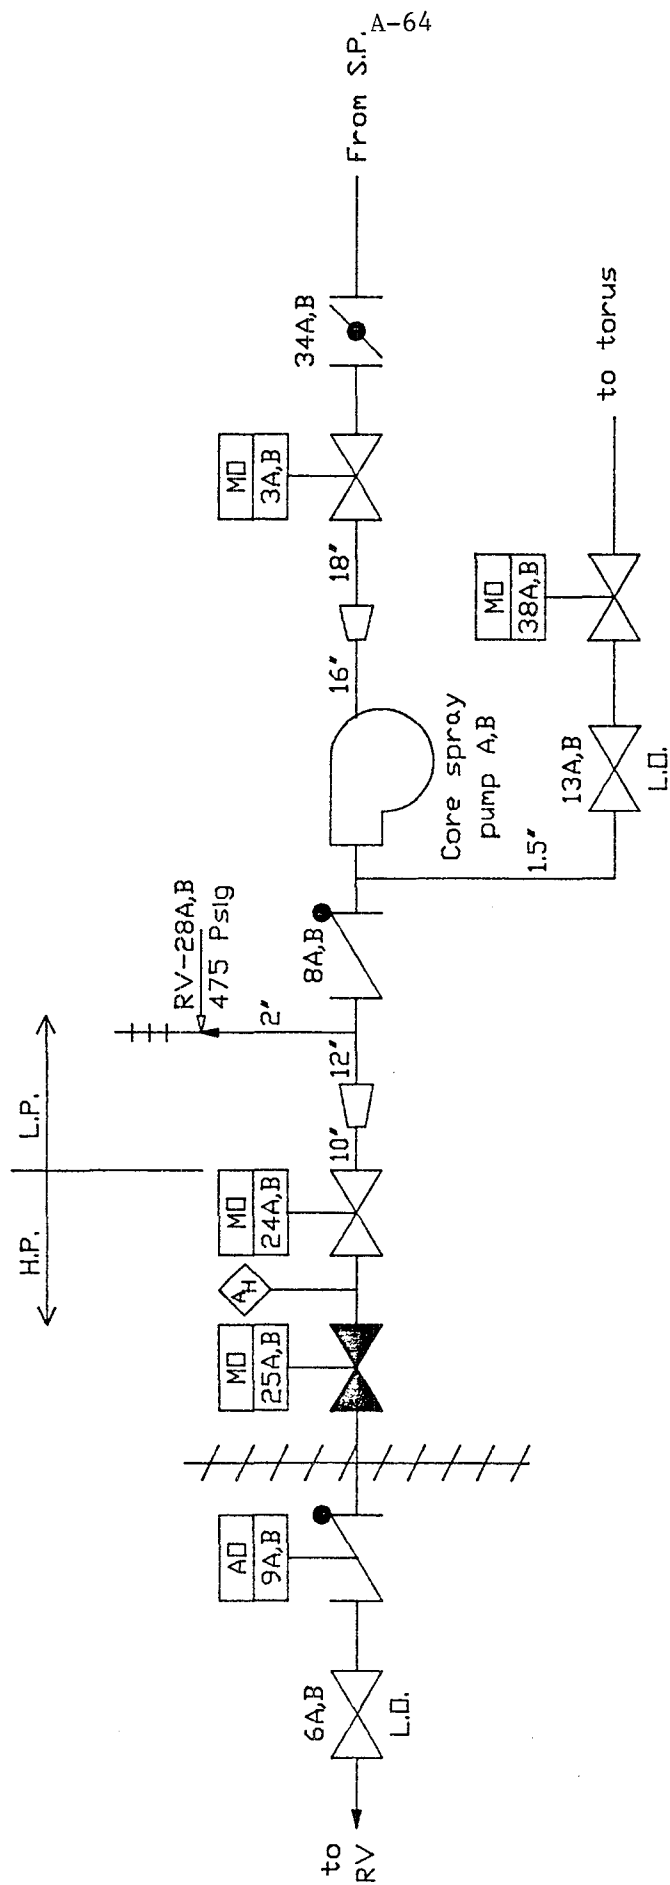 A-64
H.P.
L.P.
RV-28A,B
475 Psig
2"
to
RV
6A,B
L.O.
AO
9A,B
MO
25A,B
AH
MO
24A,B
10"
12"
8A,B
Core spray
pump A,B
16"
18"
MO
3A,B
34A,B
From S.P.
1.5"
13A,B
L.O.
MO
38A,B
to torus